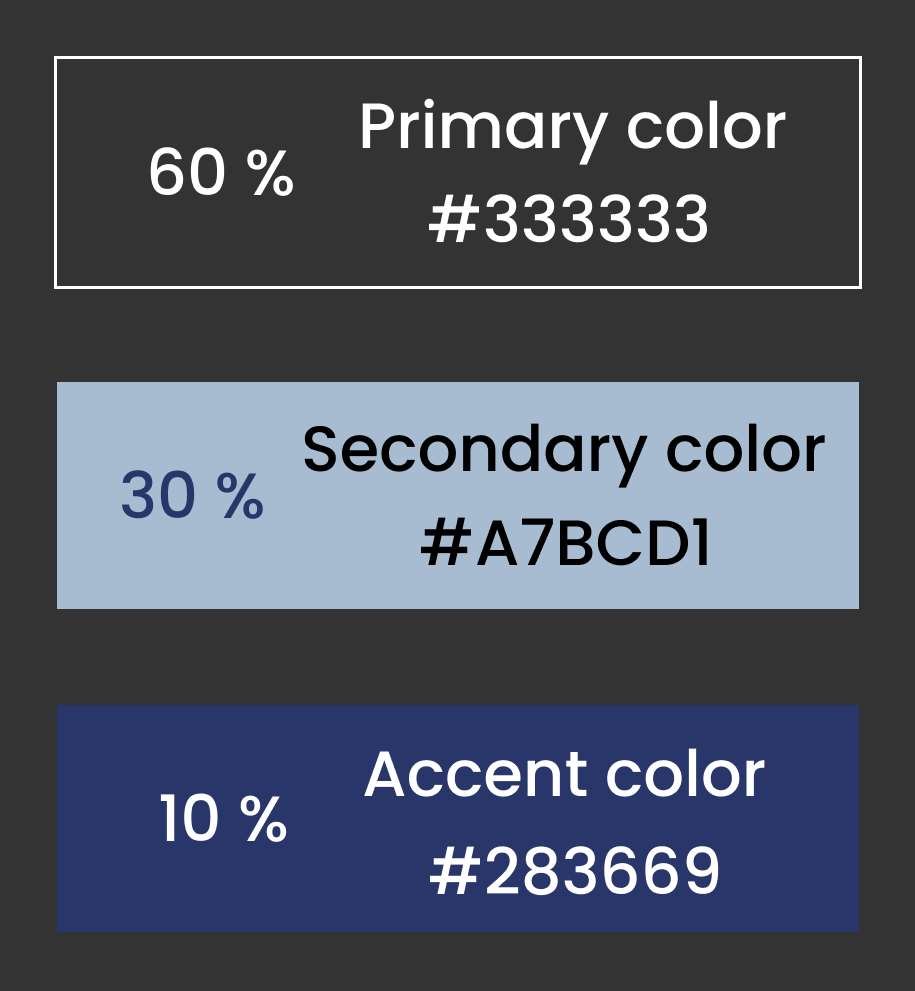 60 %
Primary color
#333333
30 %
Secondary color
#A7BCD1
10 %
Accent color
#283669